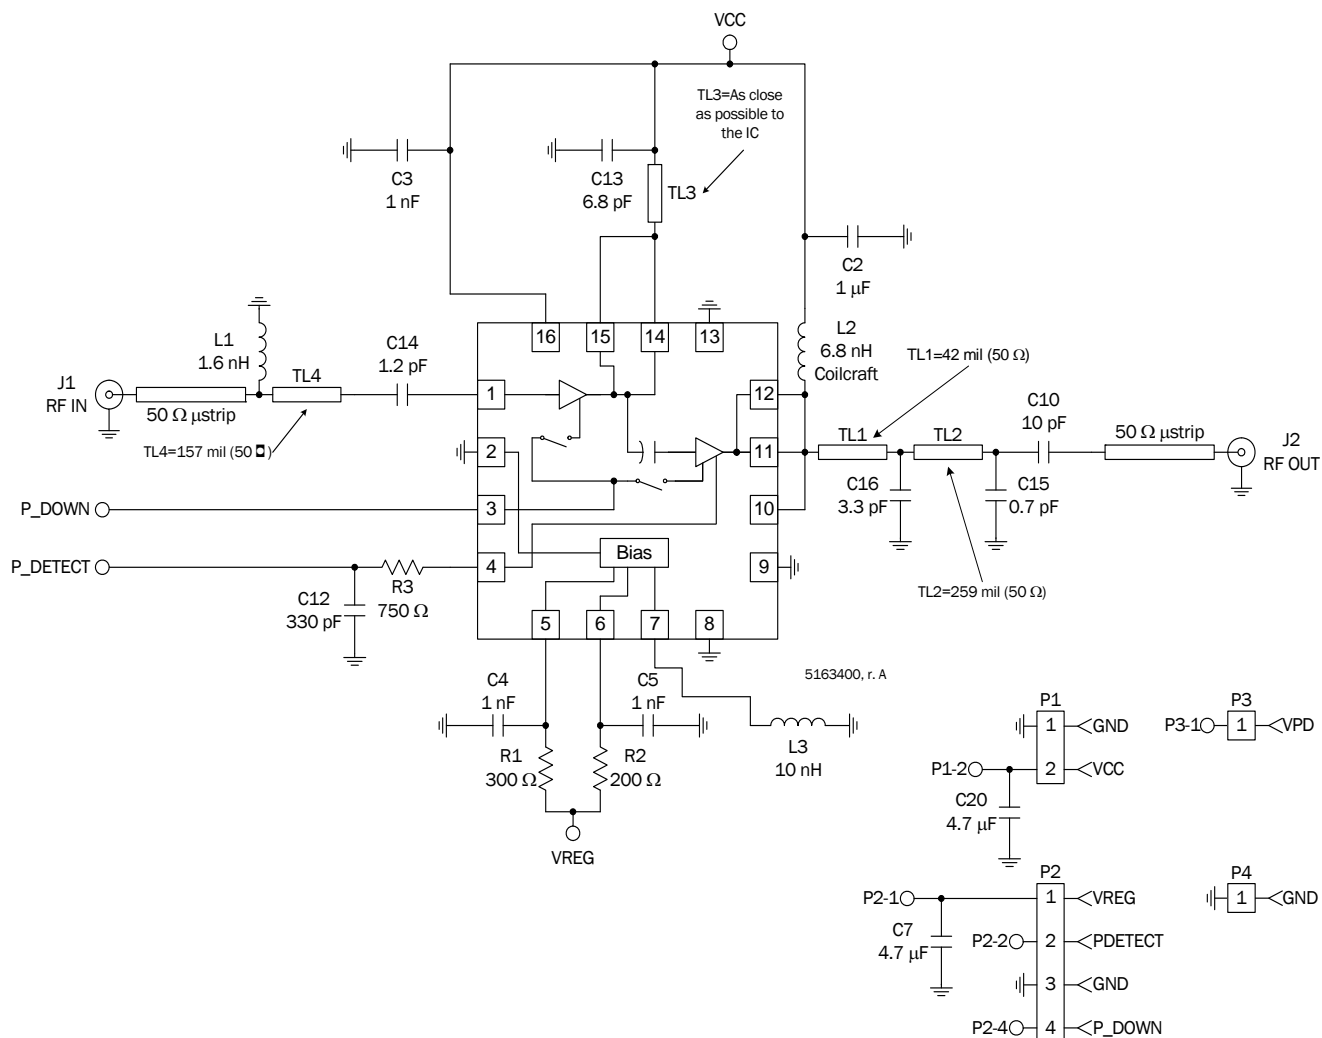 VCC
TL3=As close
as possible to
the IC
C3
1 nF
C13
6.8 pF
TL3
C2
1 µF
L1
1.6 nH
C14
1.2 pF
16
15
14
13
L2
6.8 nH
Coilcraft
TL1=42 mil (50 Ω)
J1
RF IN
50 Ω µstrip
TL4
TL4=157 mil (50 )
1
12
2
11
3
10
4
9
TL1
TL2
C10
10 pF
50 Ω µstrip
J2
RF OUT
C16
3.3 pF
C15
0.7 pF
TL2=259 mil (50 Ω)
P_DOWN
P_DETECT
C12
330 pF
R3
750 Ω
Bias
5
6
7
8
5163400, r. A
C4
1 nF
C5
1 nF
R1
300 Ω
R2
200 Ω
L3
10 nH
VREG
P1
1
GND
P1-2
2
VCC
C20
4.7 µF
P3
P3-1
1
VPD
P2
P2-1
1
VREG
C7
4.7 µF
P2-2
2
PDETECT
3
GND
P2-4
4
P_DOWN
P4
1
GND